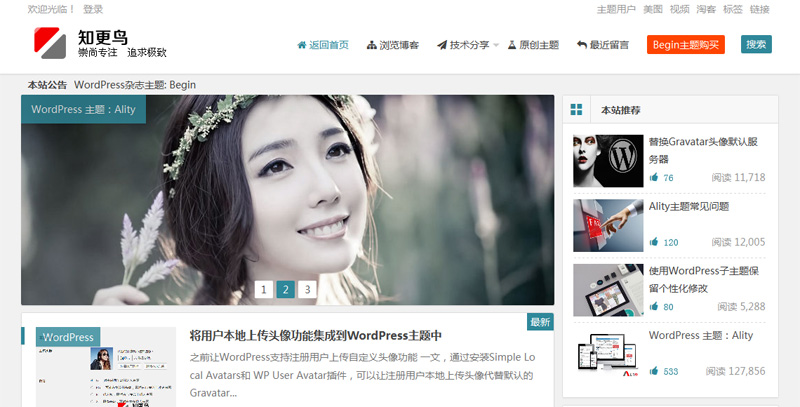 欢迎光临！ 登录
主题用户 美图 视频 淘客 标签 链接
知更鸟
崇尚专注 追求极致
返回首页 浏览博客 技术分享 原创主题 最近留言 Begin主题购买 搜索
本站公告 WordPress杂志主题: Begin
WordPress 主题：Ality
1 2 3
本站推荐
替换Gravatar头像默认服
务器
76 阅读 11,718
Ality主题常见问题
120 阅读 12,005
使用WordPress子主题保
留个性化修改
80 阅读 5,288
WordPress 主题：Ality
533 阅读 127,856
最新
WordPress
将用户本地上传头像功能集成到WordPress主题中
之前让WordPress支持注册用户上传自定义头像功能 一文，通过安装Simple Lo
cal Avatars和 WP User Avatar插件，可以让注册用户本地上传头像代替默认的
Gravatar...